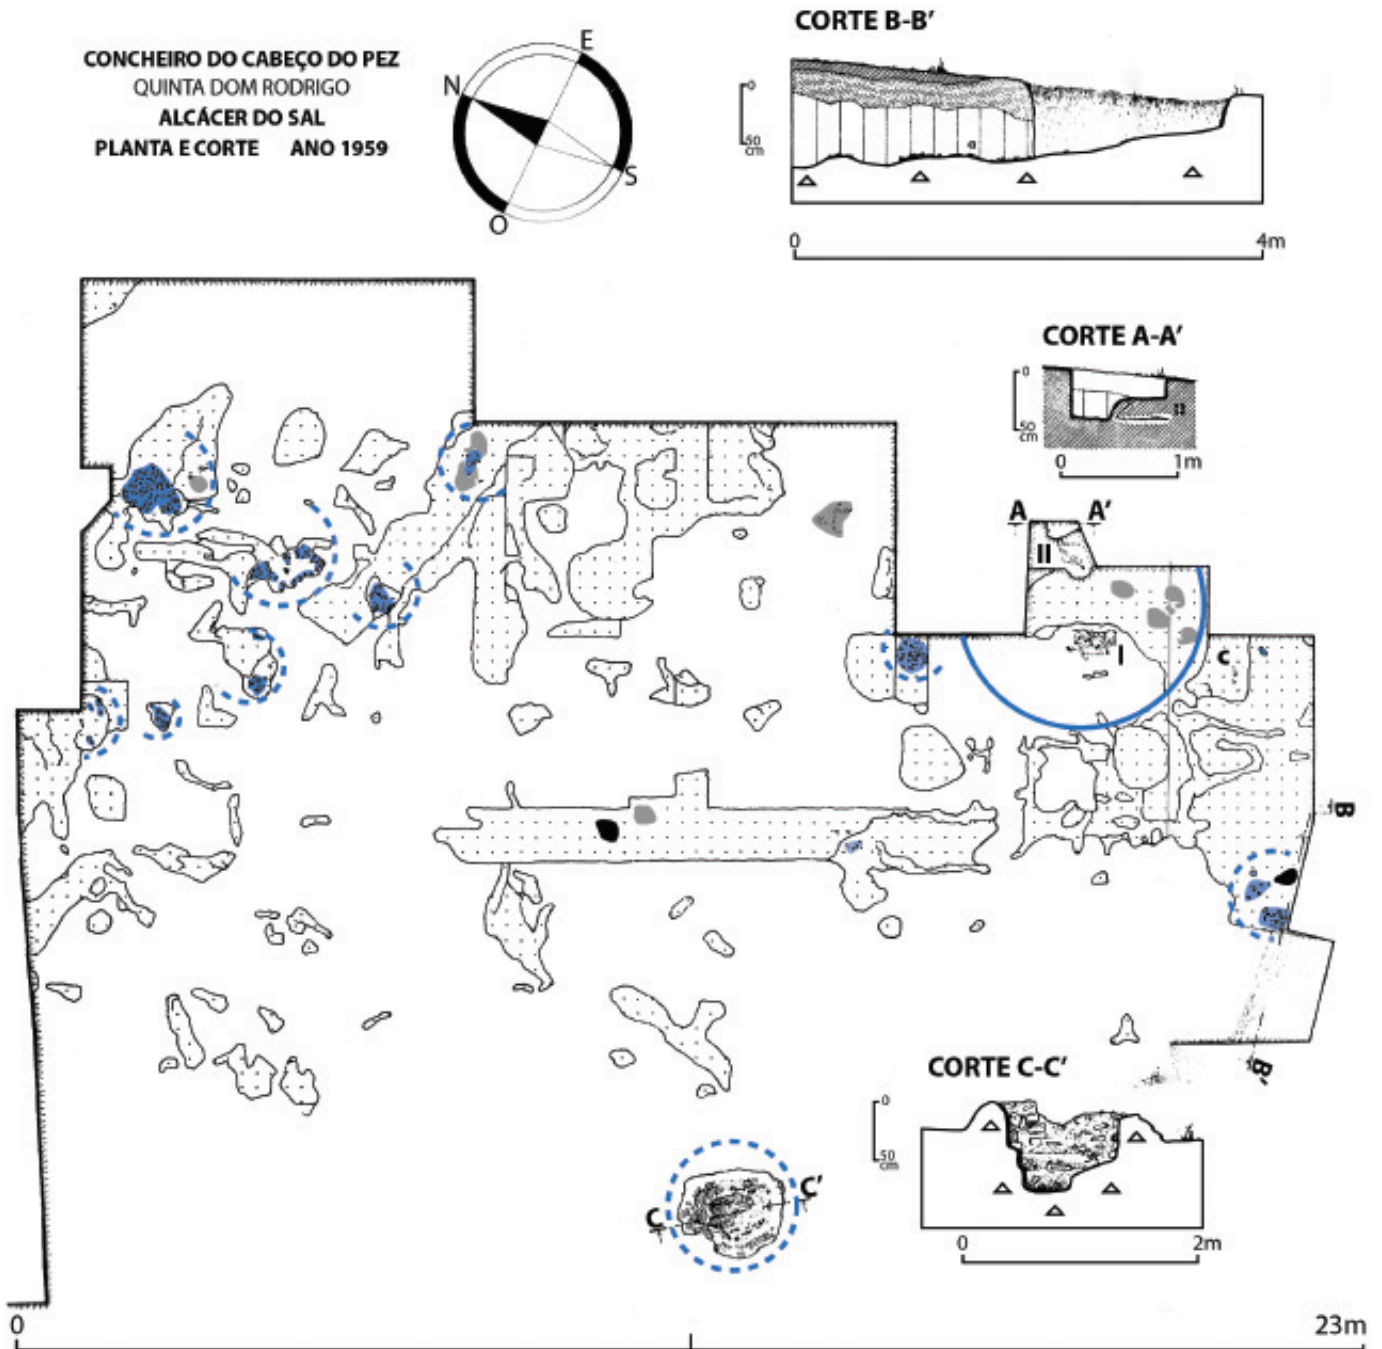 CONCHEIRO DO CABEÇO DO PEZ
QUINTA DOM RODRIGO
ALCÁCER DO SAL
PLANTA E CORTE ANO 1959
E
N
S
O
CORTE B-B'
0
50
cm
a
0 4m
CORTE A-A'
0
50
cm
0 1m
A A'
II
I
c
B
B'
CORTE C-C'
0
50
cm
0 2m
C C'
0 23m